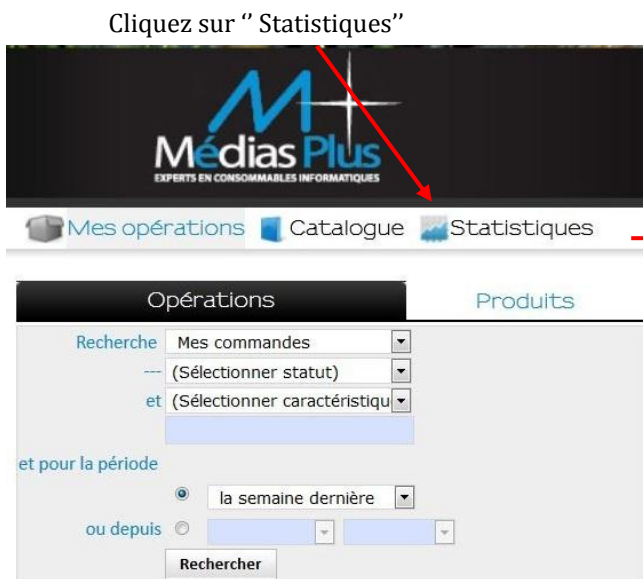 Cliquez sur ‘’ Statistiques’’
M+
Médias Plus
EXPERTS EN CONSOMMABLES INFORMATIQUES
Mes opérations Catalogue Statistiques
Opérations Produits
Recherche Mes commandes
--- (Sélectionner statut)
et (Sélectionner caractéristiqu
et pour la période
la semaine dernière
ou depuis
Rechercher